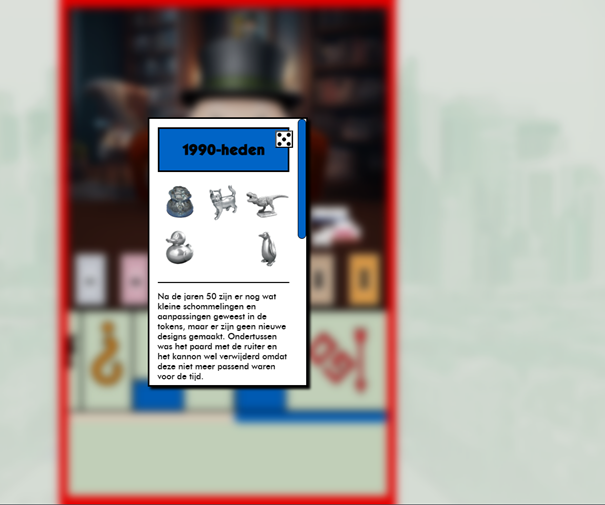 1990-heden
Na de jaren 50 zijn er nog wat
kleine schommelingen en
aanpassingen geweest in de
tokens, maar er zijn geen nieuwe
designs gemaakt. Ondertussen
was het paard met de ruiter en
het kannon wel verwijderd omdat
deze niet meer passend waren
voor de tijd.